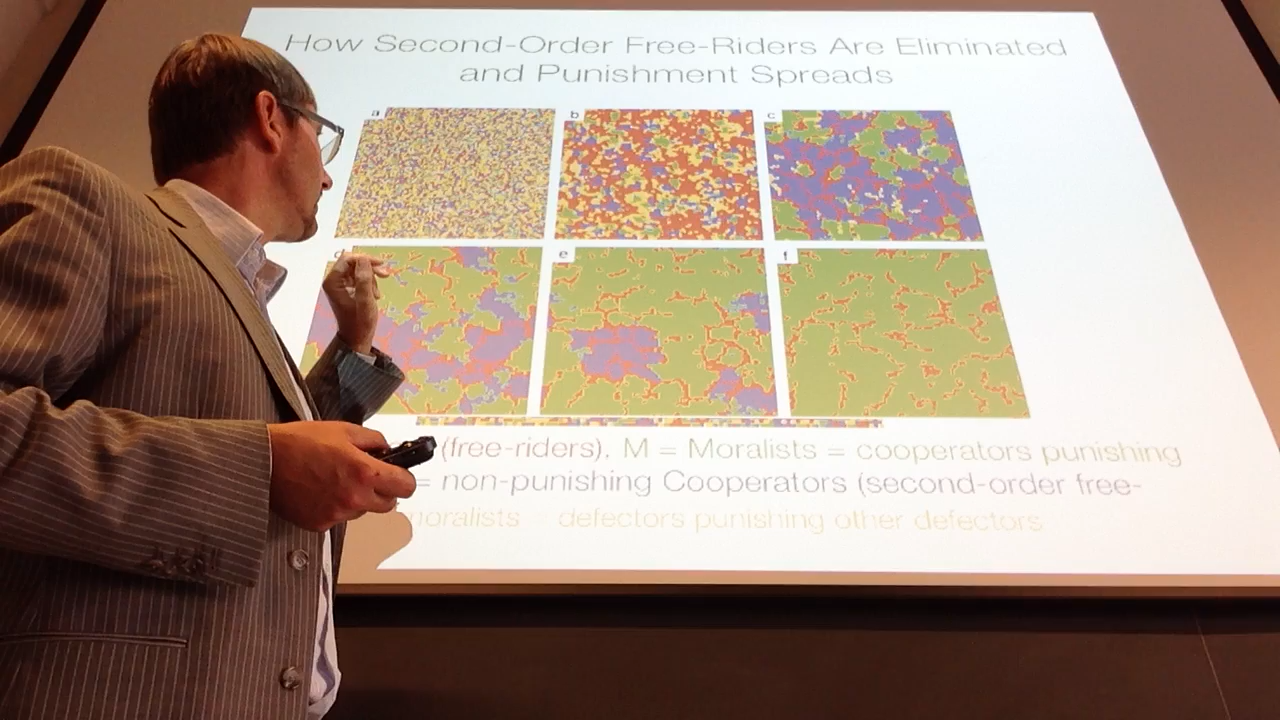 How Second-Order Free-Riders Are Eliminated
and Punishment Spreads
a b c
d e f
(free-riders). M = Moralists = cooperators punishing
= non-punishing Cooperators (second-order free-
moralists = defectors punishing other defectors